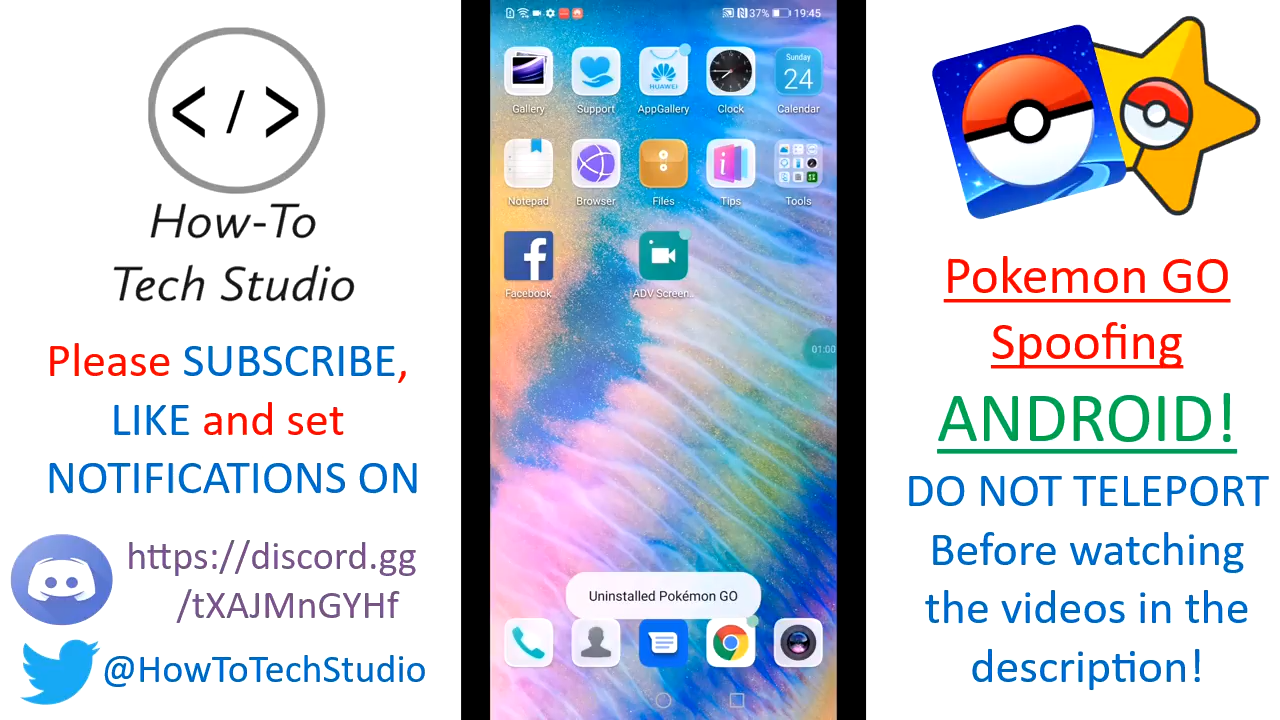 </>
How-To
Tech Studio
Please SUBSCRIBE,
LIKE and set
NOTIFICATIONS ON
https://discord.gg
/tXAJMnGYHf
@HowToTechStudio
37% 19:45
Gallery Support AppGallery Clock Calendar
HUAWEI
Sunday
24
Notepad Browser Files Tips Tools
Facebook ADV Screen...
01:00
Uninstalled Pokémon GO
Pokemon GO
Spoofing
ANDROID!
DO NOT TELEPORT
Before watching
the videos in the
description!